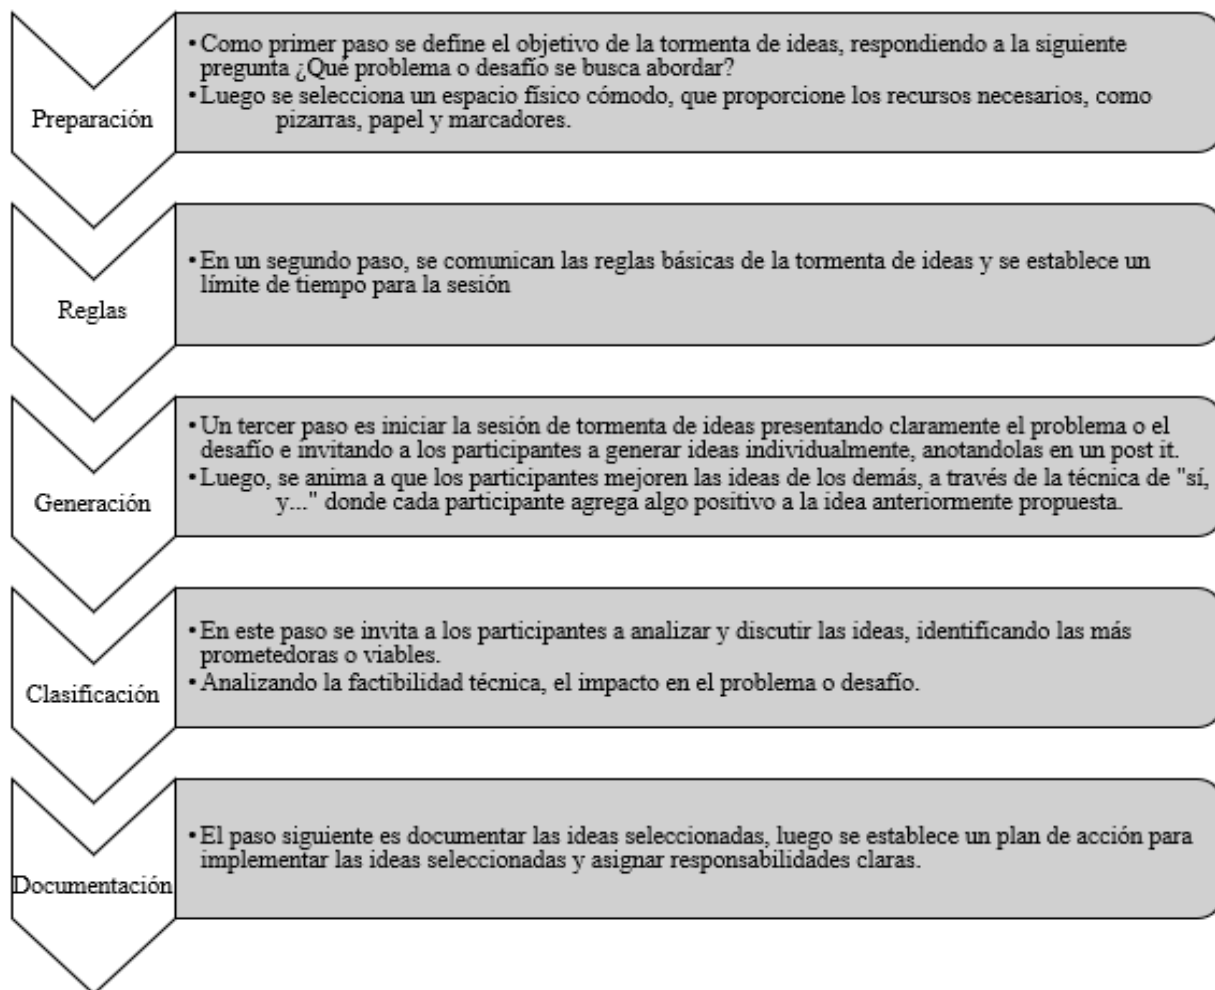 Preparación
• Como primer paso se define el objetivo de la tormenta de ideas, respondiendo a la siguiente
pregunta ¿Qué problema o desafío se busca abordar?
• Luego se selecciona un espacio físico cómodo, que proporcione los recursos necesarios, como
pizarras, papel y marcadores.
Reglas
• En un segundo paso, se comunican las reglas básicas de la tormenta de ideas y se establece un
límite de tiempo para la sesión
Generación
• Un tercer paso es iniciar la sesión de tormenta de ideas presentando claramente el problema o el
desafío e invitando a los participantes a generar ideas individualmente, anotandolas en un post it.
• Luego, se anima a que los participantes mejoren las ideas de los demás, a través de la técnica de "sí,
y..." donde cada participante agrega algo positivo a la idea anteriormente propuesta.
Clasificación
• En este paso se invita a los participantes a analizar y discutir las ideas, identificando las más
prometedoras o viables.
• Analizando la factibilidad técnica, el impacto en el problema o desafío.
Documentación
• El paso siguiente es documentar las ideas seleccionadas, luego se establece un plan de acción para
implementar las ideas seleccionadas y asignar responsabilidades claras.